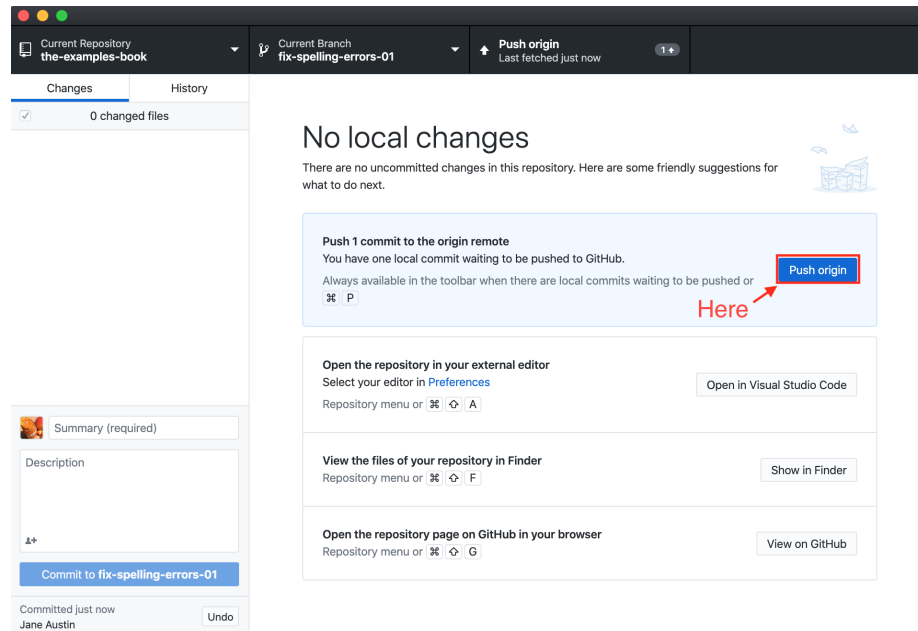 Current Repository
the-examples-book
Current Branch
fix-spelling-errors-01
Push origin
Last fetched just now
1
Changes
History
0 changed files
No local changes
There are no uncommitted changes in this repository. Here are some friendly suggestions for
what to do next.
Push 1 commit to the origin remote
You have one local commit waiting to be pushed to GitHub.
Always available in the toolbar when there are local commits waiting to be pushed or
⌘ P
Push origin
Here
Open the repository in your external editor
Select your editor in Preferences
Repository menu or ⌘ ⇧ A
Open in Visual Studio Code
View the files of your repository in Finder
Repository menu or ⌘ ⇧ F
Show in Finder
Open the repository page on GitHub in your browser
Repository menu or ⌘ ⇧ G
View on GitHub
Summary (required)
Description
Commit to fix-spelling-errors-01
Committed just now
Jane Austin
Undo